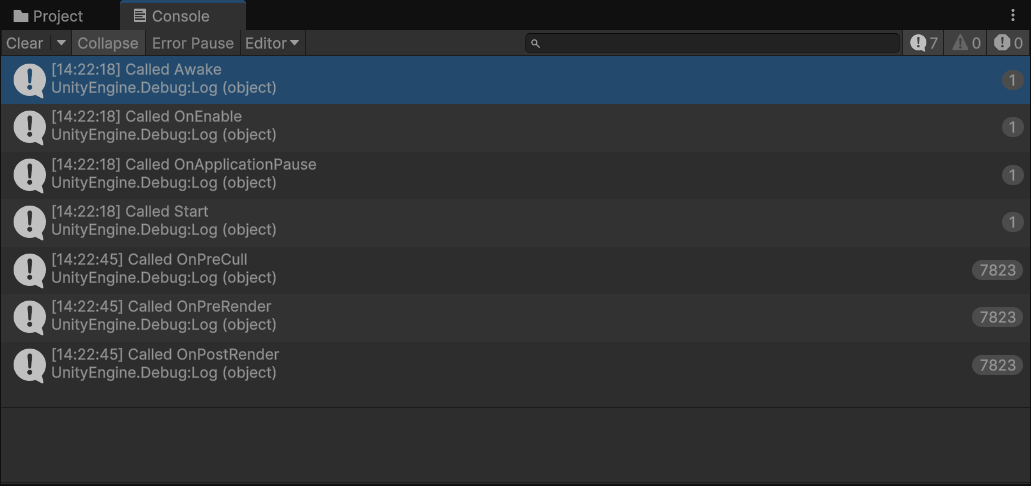 Project
Console
Clear
Collapse
Error Pause
Editor
7
0
0
[14:22:18] Called Awake
UnityEngine.Debug:Log (object)
1
[14:22:18] Called OnEnable
UnityEngine.Debug:Log (object)
1
[14:22:18] Called OnApplicationPause
UnityEngine.Debug:Log (object)
1
[14:22:18] Called Start
UnityEngine.Debug:Log (object)
1
[14:22:45] Called OnPreCull
UnityEngine.Debug:Log (object)
7823
[14:22:45] Called OnPreRender
UnityEngine.Debug:Log (object)
7823
[14:22:45] Called OnPostRender
UnityEngine.Debug:Log (object)
7823